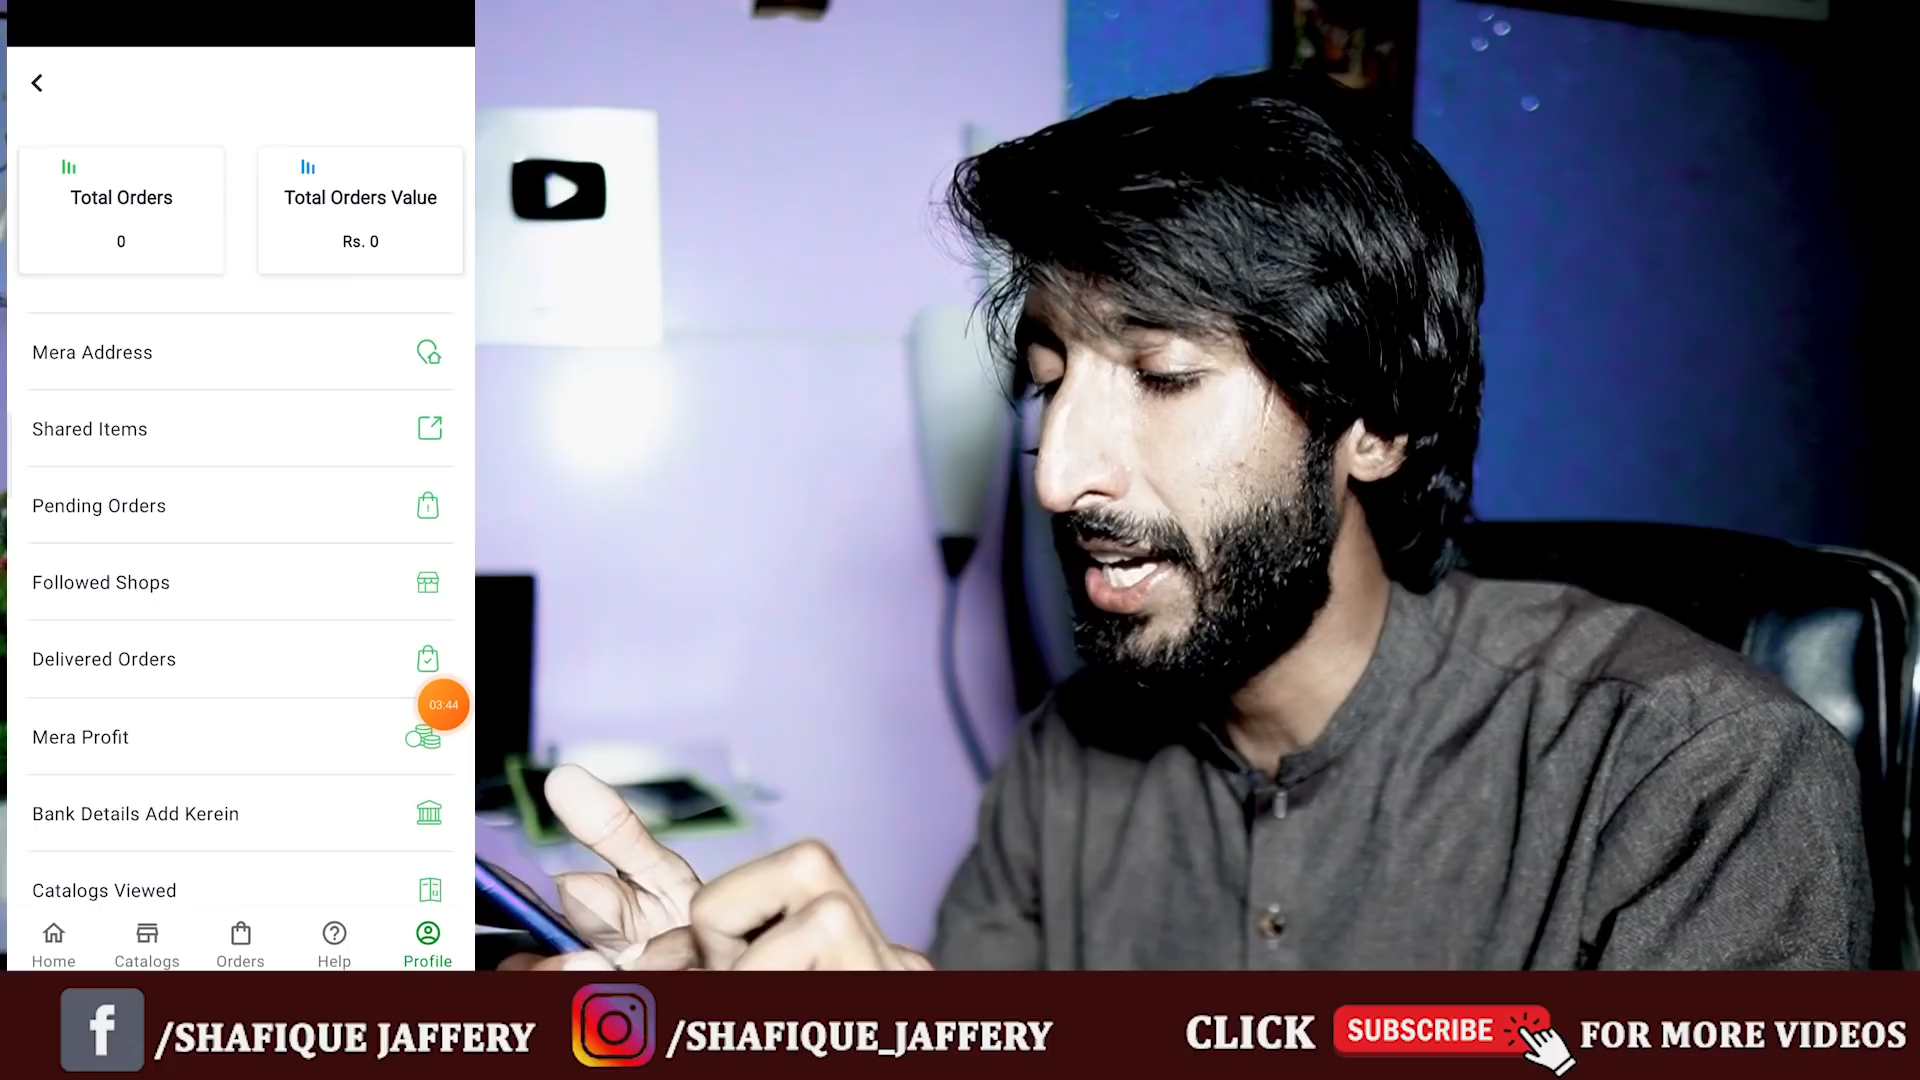 Total Orders
0
Total Orders Value
Rs. 0
Mera Address
Shared Items
Pending Orders
Followed Shops
Delivered Orders
03:44
Mera Profit
Bank Details Add Kerein
Catalogs Viewed
Home
Catalogs
Orders
Help
Profile
/SHAFIQUE JAFFERY
/SHAFIQUE_JAFFERY
CLICK SUBSCRIBE FOR MORE VIDEOS